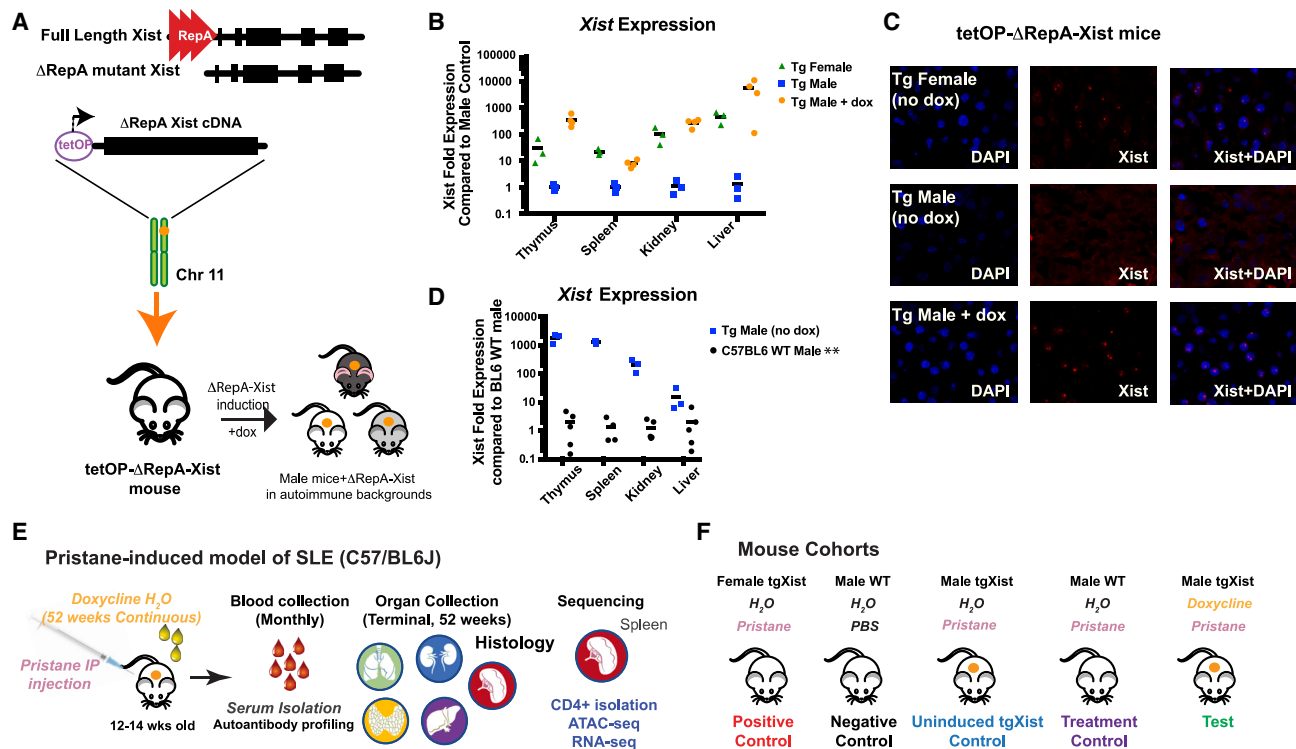 A
Full Length Xist
RepA
ΔRepA mutant Xist
ΔRepA Xist cDNA
tetOP
Chr 11
ΔRepA-Xist
induction
+dox
tetOP-ΔRepA-Xist
mouse
Male mice+ΔRepA-Xist
in autoimmune backgrounds
B
Xist Expression
Xist Fold Expression
Compared to Male Control
100000
10000
1000
100
10
1
0.1
Thymus
Spleen
Kidney
Liver
Tg Female
Tg Male
Tg Male + dox
C
tetOP-ΔRepA-Xist mice
Tg Female
(no dox)
DAPI
Xist
Xist+DAPI
Tg Male
(no dox)
DAPI
Xist
Xist+DAPI
Tg Male + dox
DAPI
Xist
Xist+DAPI
D
Xist Expression
Xist Fold Expression
compared to BL6 WT male
10000
1000
100
10
1
0.1
Thymus
Spleen
Kidney
Liver
Tg Male (no dox)
C57BL6 WT Male **
E
Pristane-induced model of SLE (C57/BL6J)
Doxycline H₂O
(52 weeks Continuous)
Pristane IP
injection
12-14 wks old
Blood collection
(Monthly)
Serum Isolation
Autoantibody profiling
Organ Collection
(Terminal, 52 weeks)
Histology
Sequencing
Spleen
CD4+ isolation
ATAC-seq
RNA-seq
F
Mouse Cohorts
Female tgXist
H₂O
Pristane
Positive
Control
Male WT
H₂O
PBS
Negative
Control
Male tgXist
H₂O
Pristane
Uninduced tgXist
Control
Male WT
H₂O
Pristane
Treatment
Control
Male tgXist
Doxycline
Pristane
Test